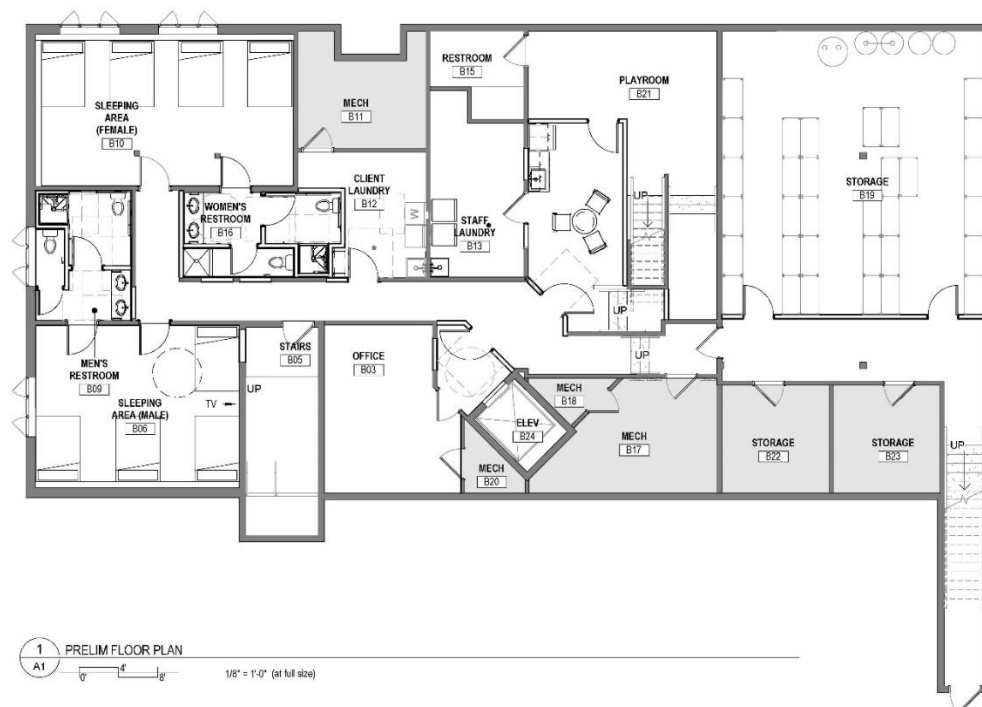 SLEEPING
AREA
(FEMALE)
B10
MECH
B11
RESTROOM
B15
PLAYROOM
B21
STORAGE
B19
WOMEN'S
RESTROOM
B16
CLIENT
LAUNDRY
B12
STAFF
LAUNDRY
B13
UP
UP
UP
MEN'S
RESTROOM
B09
SLEEPING
AREA (MALE)
B06
TV
STAIRS
B05
UP
OFFICE
B03
MECH
B18
ELEV
B24
MECH
B20
MECH
B17
STORAGE
B22
STORAGE
B23
UP
1
A1
PRELIM FLOOR PLAN
0' 4' 8'
1/8" = 1'-0" (at full size)